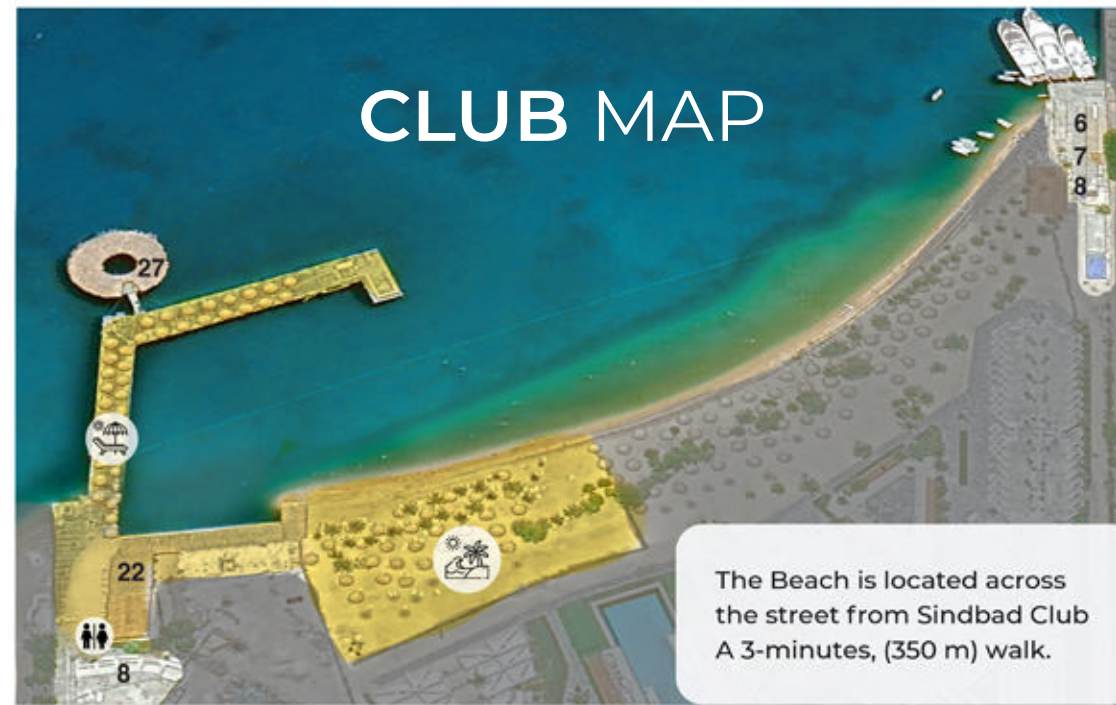 CLUB MAP
6
7
8
27
22
8
The Beach is located across
the street from Sindbad Club
A 3-minutes, (350 m) walk.